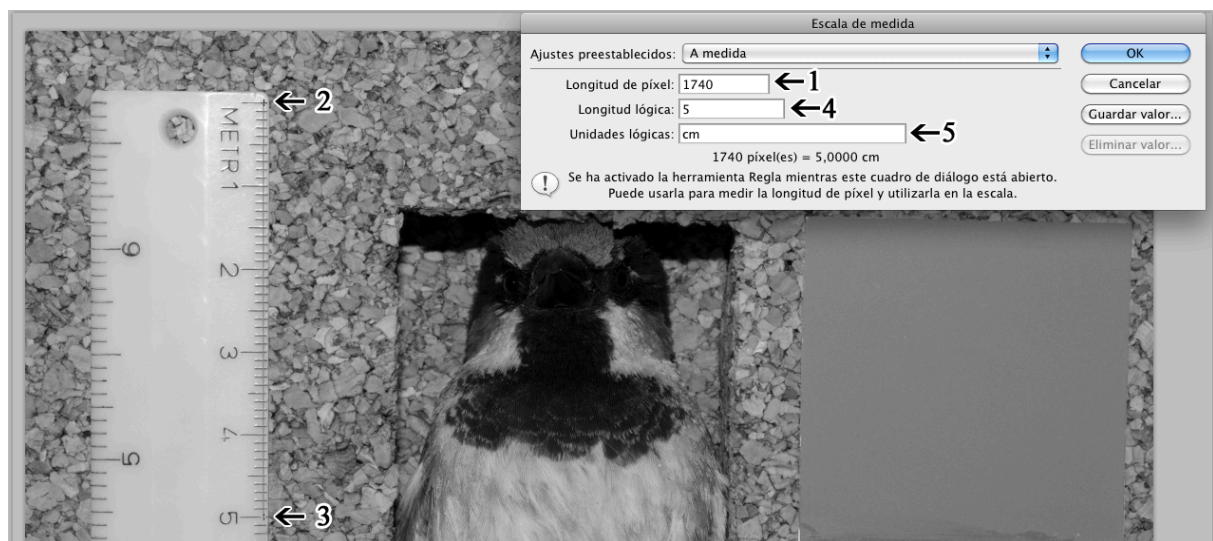 Escala de medida
Ajustes preestablecidos: A medida
OK
Longitud de píxel: 1740
1
Cancelar
Longitud lógica: 5
4
Guardar valor...
Unidades lógicas: cm
5
Eliminar valor...
1740 píxel(es) = 5,0000 cm
Se ha activado la herramienta Regla mientras este cuadro de diálogo está abierto.
Puede usarla para medir la longitud de píxel y utilizarla en la escala.
2
METR
1
2
3
4
5
3
6
5